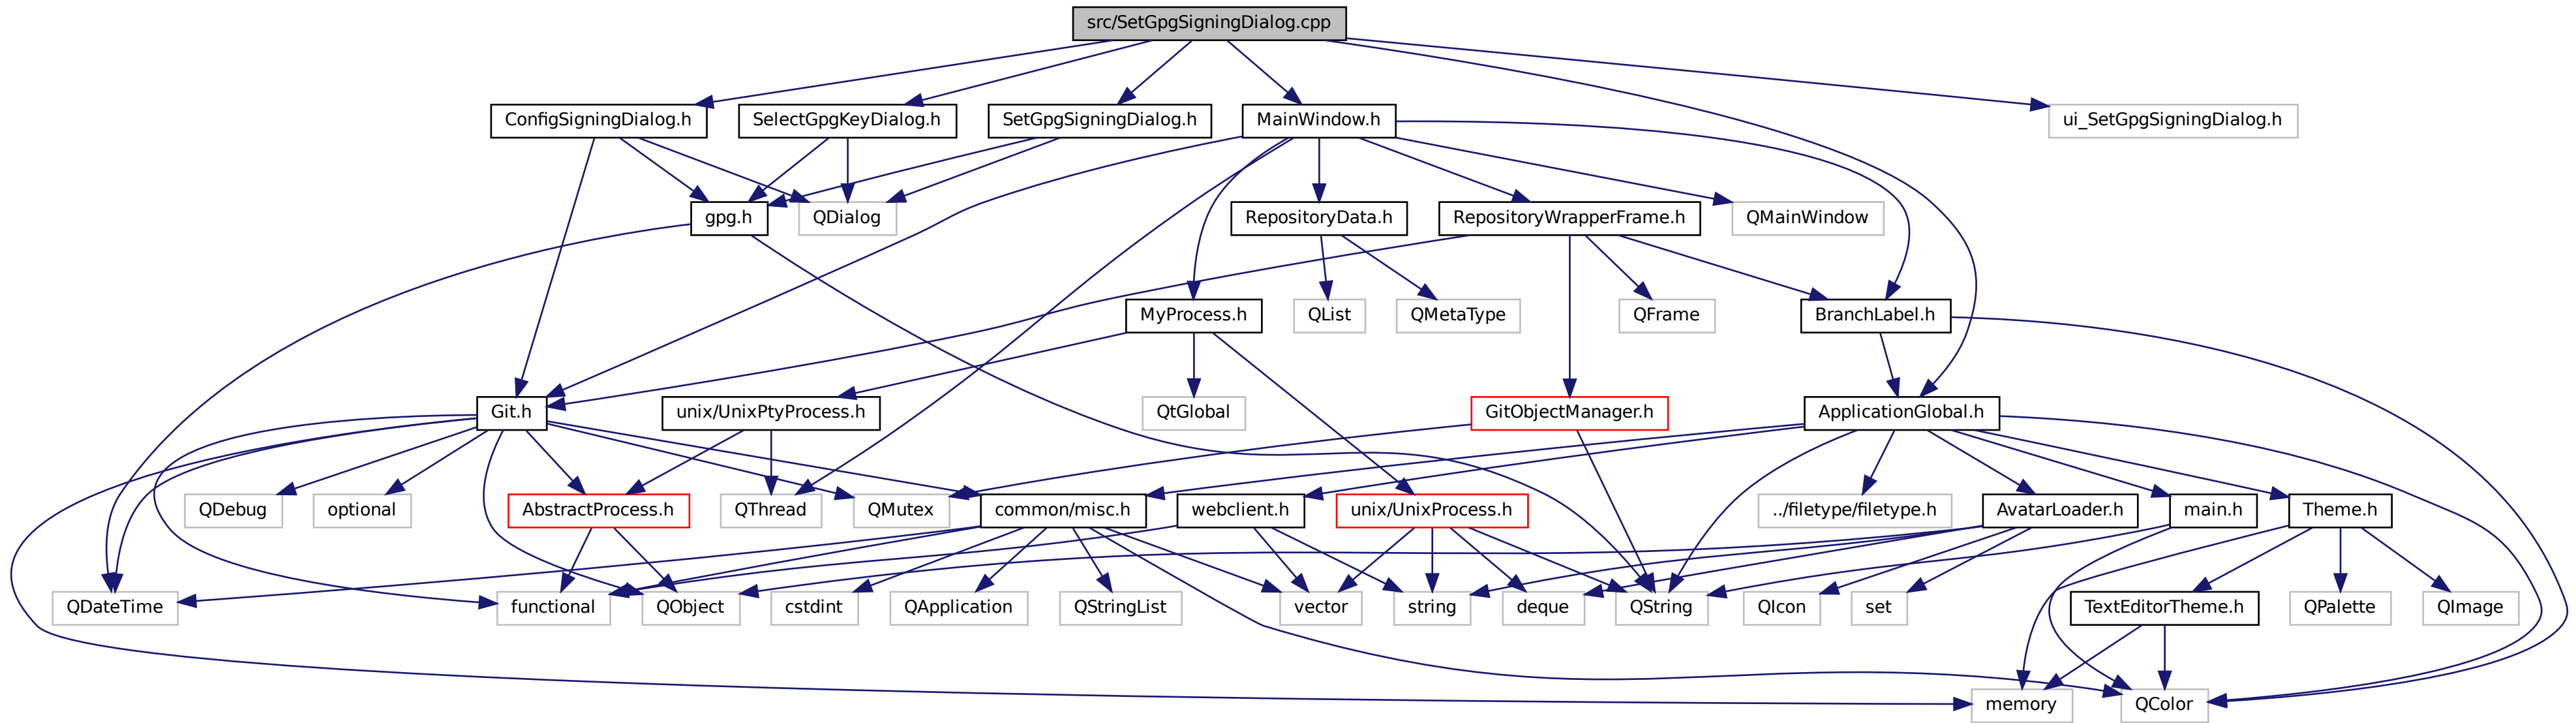 src/SetGpgSigningDialog.cpp
ConfigSigningDialog.h
SelectGpgKeyDialog.h
SetGpgSigningDialog.h
MainWindow.h
ui_SetGpgSigningDialog.h
gpg.h
QDialog
RepositoryData.h
RepositoryWrapperFrame.h
QMainWindow
MyProcess.h
QList
QMetaType
QFrame
BranchLabel.h
Git.h
unix/UnixPtyProcess.h
QtGlobal
GitObjectManager.h
ApplicationGlobal.h
QDebug
optional
AbstractProcess.h
QThread
QMutex
common/misc.h
webclient.h
unix/UnixProcess.h
../filetype/filetype.h
AvatarLoader.h
main.h
Theme.h
QDateTime
functional
QObject
cstdint
QApplication
QStringList
vector
string
deque
QString
QIcon
set
TextEditorTheme.h
QPalette
QImage
memory
QColor